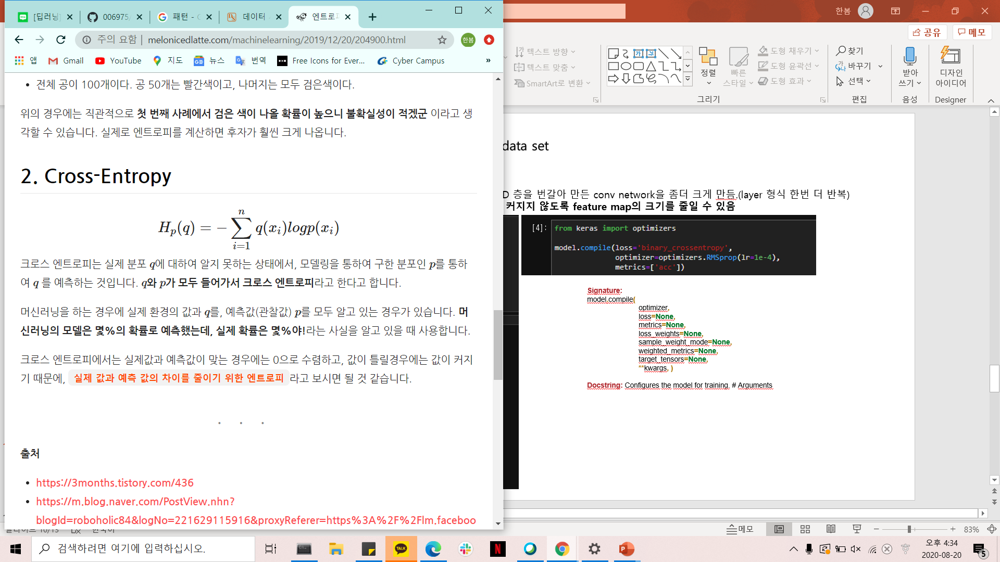 [딥러닝
006975/
패턴 - G
데이터
엔트로피
주의 요함 | melonicedlatte.com/machinelearning/2019/12/20/204900.html
한봄
앱 Gmail YouTube 지도 뉴스 번역 Free Icons for Ever... Cyber Campus »
• 전체 공이 100개이다. 공 50개는 빨간색이고, 나머지는 모두 검은색이다.
위의 경우에는 직관적으로 첫 번째 사례에서 검은 색이 나올 확률이 높으니 불확실성이 적겠군 이라고 생
각할 수 있습니다. 실제로 엔트로피를 계산하면 후자가 훨씬 크게 나옵니다.
2. Cross-Entropy
H_p(q) = −∑_{i=1}^{n} q(x_i)logp(x_i)
크로스 엔트로피는 실제 분포 q에 대하여 알지 못하는 상태에서, 모델링을 통하여 구한 분포인 p를 통하
여 q 를 예측하는 것입니다. q와 p가 모두 들어가서 크로스 엔트로피라고 한다고 합니다.
머신러닝을 하는 경우에 실제 환경의 값과 q를, 예측값(관찰값) p를 모두 알고 있는 경우가 있습니다. 머
신러닝의 모델은 몇%의 확률로 예측했는데, 실제 확률은 몇%야!라는 사실을 알고 있을 때 사용합니다.
크로스 엔트로피에서는 실제값과 예측값이 맞는 경우에는 0으로 수렴하고, 값이 틀릴경우에는 값이 커지
기 때문에, 실제 값과 예측 값의 차이를 줄이기 위한 엔트로피 라고 보시면 될 것 같습니다.
• • •
출처
• https://3months.tistory.com/436
• https://m.blog.naver.com/PostView.nhn?
blogId=roboholic84&logNo=221629115916&proxyReferer=https%3A%2F%2Flm.faceboo
한봄
공유 메모
텍스트 방향
텍스트 맞춤
SmartArt로 변환
정렬
빠른
스타일
도형 채우기
도형 윤곽선
도형 효과
그리기
찾기
바꾸기
선택
편집
받아
쓰기
음성
디자인
아이디어
Designer
data set
D 층을 번갈아 만든 conv network을 좀더 크게 만듬.(layer 형식 한번 더 반복)
커지지 않도록 feature map의 크기를 줄일 수 있음
[4]: from keras import optimizers
model.compile(loss='binary_crossentropy',
optimizer=optimizers.RMSprop(lr=1e-4),
metrics=['acc'])
Signature:
model.compile(
optimizer,
loss=None,
metrics=None,
loss_weights=None,
sample_weight_mode=None,
weighted_metrics=None,
target_tensors=None,
**kwargs, )
Docstring: Configures the model for training. # Arguments
슬라이드 10/13 한국어
메모 83%
검색하려면 여기에 입력하십시오.
TALK
오후 4:34
2020-08-20
5